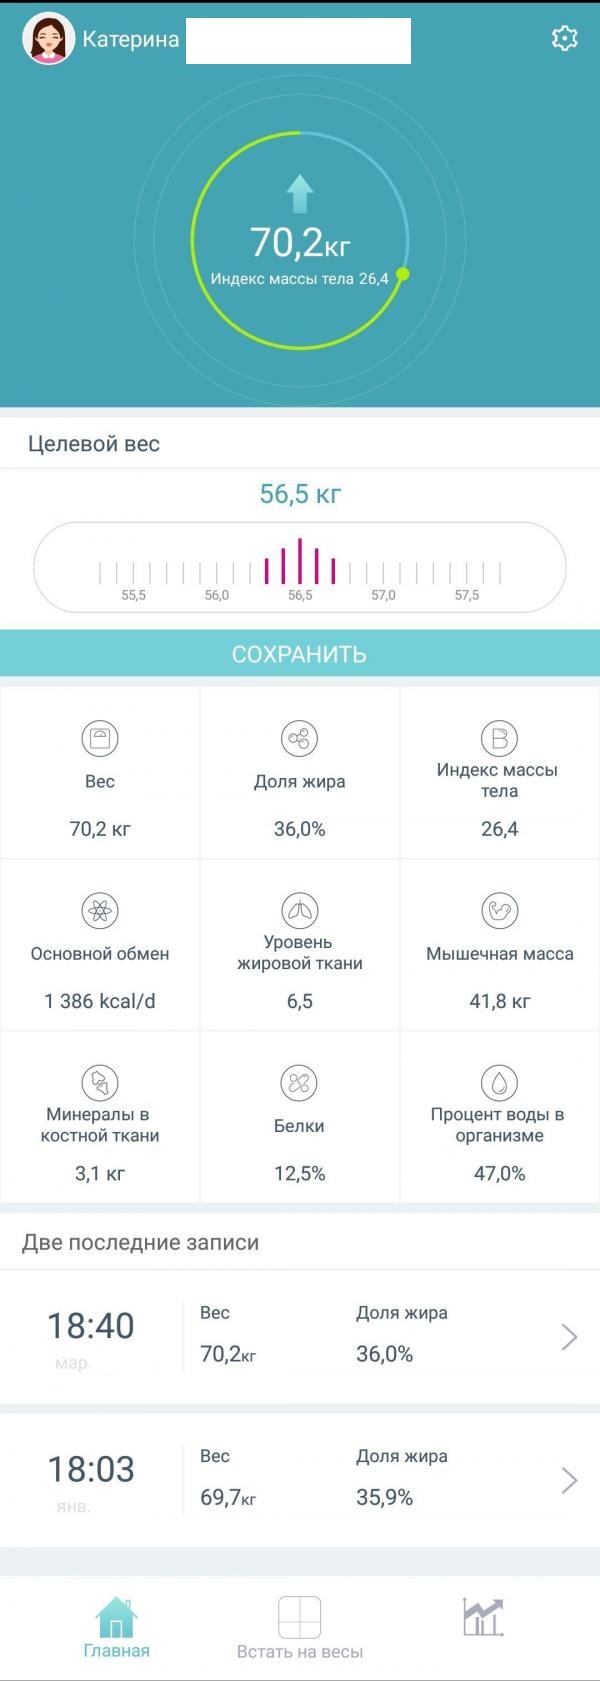 Катерина
70,2кг
Индекс массы тела 26,4
Целевой вес
56,5 кг
55,5 56,0 56,5 57,0 57,5
СОХРАНИТЬ
Вес
70,2 кг
Доля жира
36,0%
Индекс массы
тела
26,4
Основной обмен
1 386 kcal/d
Уровень
жировой ткани
6,5
Мышечная масса
41,8 кг
Минералы в
костной ткани
3,1 кг
Белки
12,5%
Процент воды в
организме
47,0%
Две последние записи
18:40
мар.
Вес
70,2кг
Доля жира
36,0%
18:03
янв.
Вес
69,7кг
Доля жира
35,9%
Главная
Встать на весы